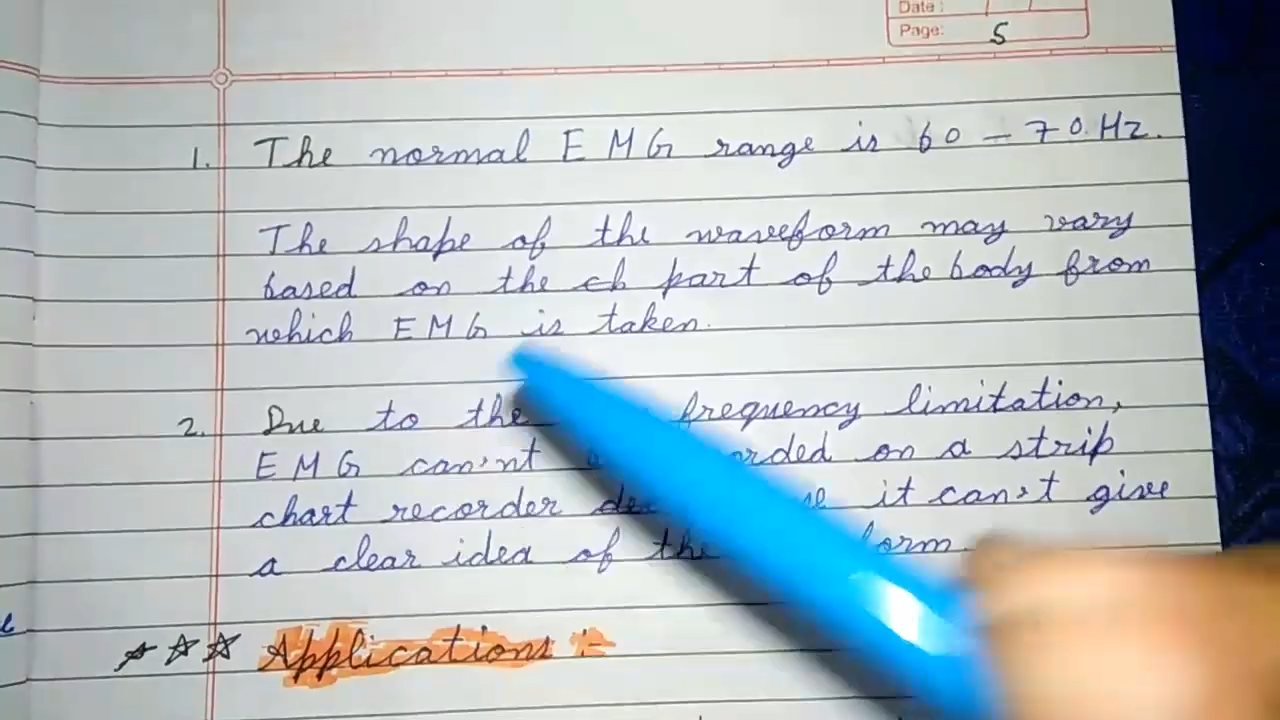 Date :
Page: 5
1. The normal EMG range is 60 - 70 Hz.
The shape of the waveform may vary
based on the ch part of the body from
which EMG is taken.
2. Due to the frequency limitation,
EMG can'nt on a strip
chart recorder it can't give
a clear idea of the
Applications :-